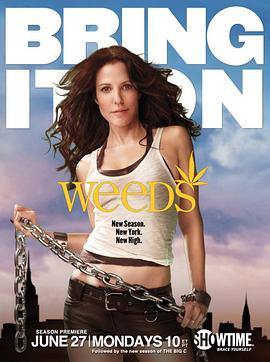 BRING
IT ON
weeds
New Season.
New York.
New High.
SEASON PREMIERE
JUNE 27 | MONDAYS 10 ET PT
SHOWTIME
BRACE YOURSELF
Followed by the new season of THE BIG C